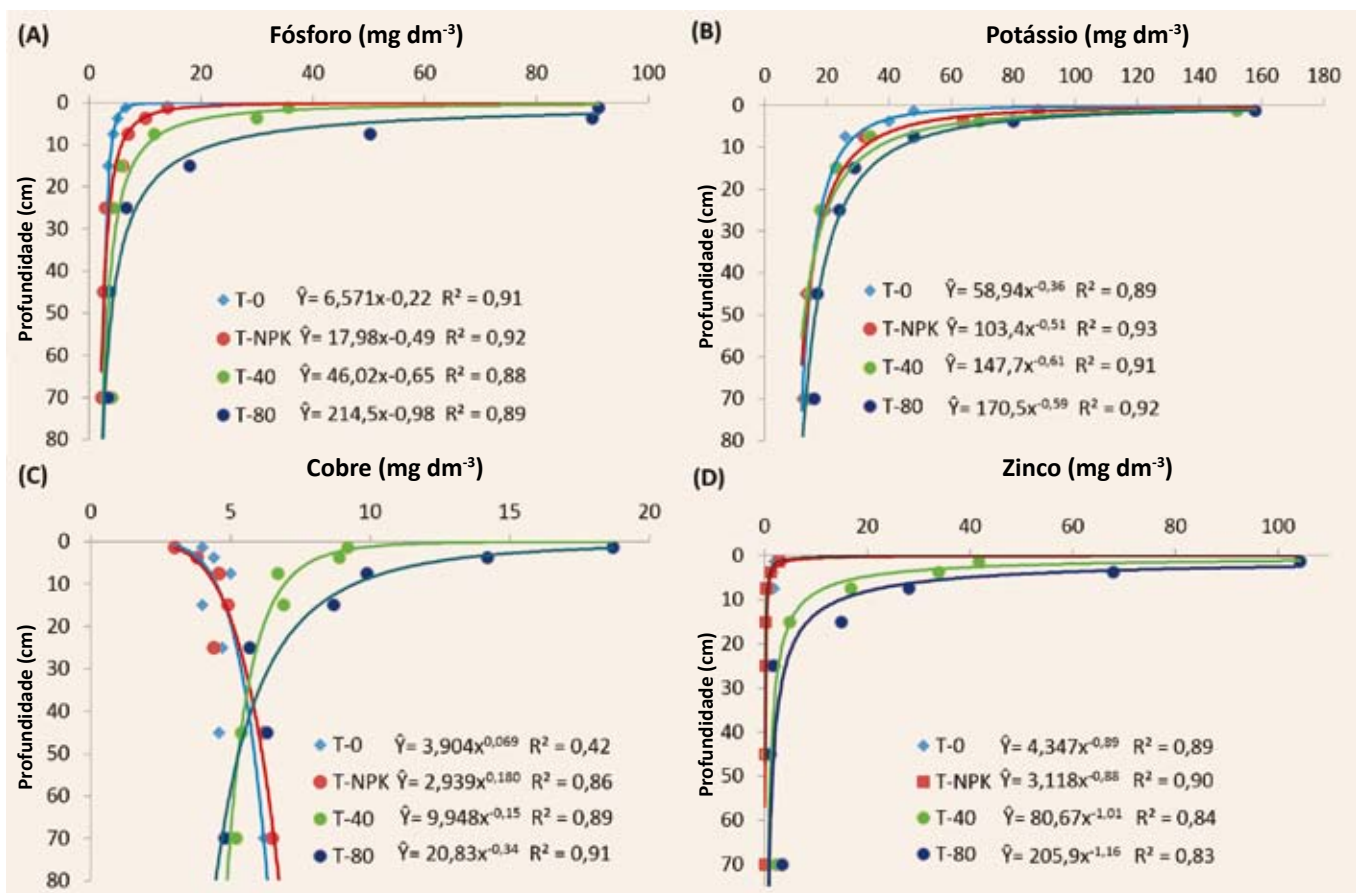 (A)
Fósforo (mg dm-3)
0 20 40 60 80 100
Profundidade (cm)
0
10
20
30
40
50
60
70
80
T-0 Ŷ= 6,571x-0,22 R² = 0,91
T-NPK Ŷ= 17,98x-0,49 R² = 0,92
T-40 Ŷ= 46,02x-0,65 R² = 0,88
T-80 Ŷ= 214,5x-0,98 R² = 0,89
(B)
Potássio (mg dm-3)
0 20 40 60 80 100 120 140 160 180
Profundidade (cm)
0
10
20
30
40
50
60
70
80
T-0 Ŷ= 58,94x-0,36 R² = 0,89
T-NPK Ŷ= 103,4x-0,51 R² = 0,93
T-40 Ŷ= 147,7x-0,61 R² = 0,91
T-80 Ŷ= 170,5x-0,59 R² = 0,92
(C)
Cobre (mg dm-3)
0 5 10 15 20
Profundidade (cm)
0
10
20
30
40
50
60
70
80
T-0 Ŷ= 3,904x0,069 R² = 0,42
T-NPK Ŷ= 2,939x0,180 R² = 0,86
T-40 Ŷ= 9,948x-0,15 R² = 0,89
T-80 Ŷ= 20,83x-0,34 R² = 0,91
(D)
Zinco (mg dm-3)
0 20 40 60 80 100
Profundidade (cm)
0
10
20
30
40
50
60
70
T-0 Ŷ= 4,347x-0,89 R² = 0,89
T-NPK Ŷ= 3,118x-0,88 R² = 0,90
T-40 Ŷ= 80,67x-1,01 R² = 0,84
T-80 Ŷ= 205,9x-1,16 R² = 0,83